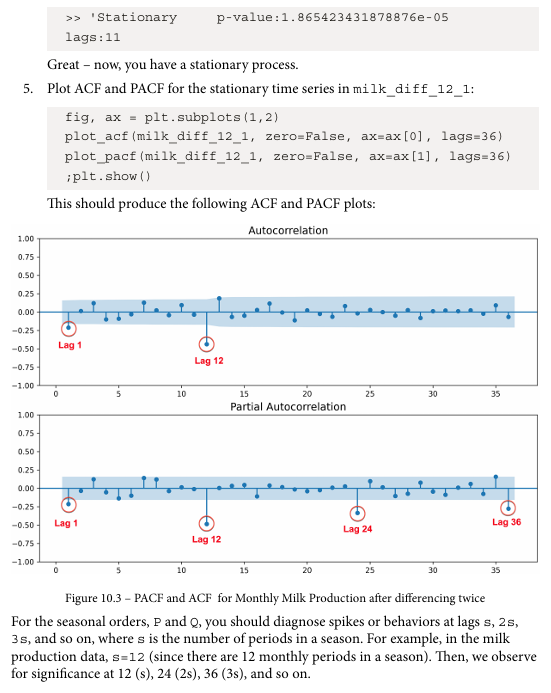 >> 'Stationary     p-value:1.865423431878876e-05
lags:11
Great – now, you have a stationary process.
5. Plot ACF and PACF for the stationary time series in milk_diff_12_1:
fig, ax = plt.subplots(1,2)
plot_acf(milk_diff_12_1, zero=False, ax=ax[0], lags=36)
plot_pacf(milk_diff_12_1, zero=False, ax=ax[1], lags=36)
;plt.show()
This should produce the following ACF and PACF plots:
Autocorrelation
1.00
0.75
0.50
0.25
0.00
−0.25
−0.50
−0.75
−1.00
Lag 1
Lag 12
0 5 10 15 20 25 30 35
Partial Autocorrelation
1.00
0.75
0.50
0.25
0.00
−0.25
−0.50
−0.75
−1.00
Lag 1
Lag 12
Lag 24
Lag 36
0 5 10 15 20 25 30 35
Figure 10.3 – PACF and ACF for Monthly Milk Production after differencing twice
For the seasonal orders, P and Q, you should diagnose spikes or behaviors at lags s, 2s,
3s, and so on, where s is the number of periods in a season. For example, in the milk
production data, s=12 (since there are 12 monthly periods in a season). Then, we observe
for significance at 12 (s), 24 (2s), 36 (3s), and so on.